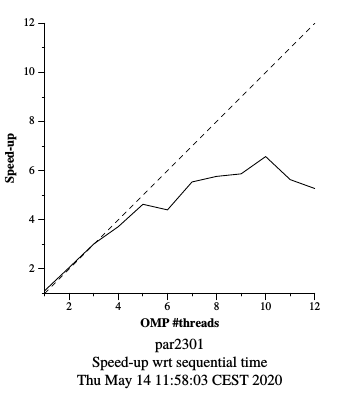 12
10
8
6
4
2
Speed-up
2 4 6 8 10 12
OMP #threads
par2301
Speed-up wrt sequential time
Thu May 14 11:58:03 CEST 2020